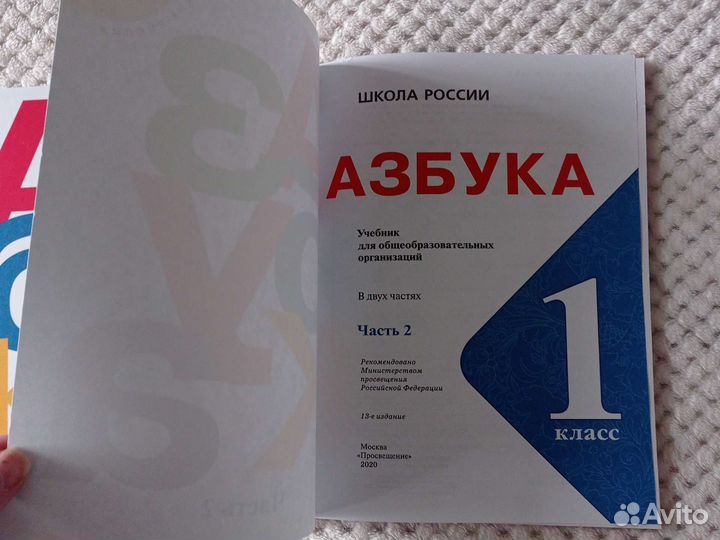 ШКОЛА РОССИИ
АЗБУКА
Учебник
для общеобразовательных
организаций
В двух частях
Часть 2
Рекомендовано
Министерством
просвещения
Российской Федерации
13-е издание
Москва
«Просвещение»
2020
1
класс
Avito